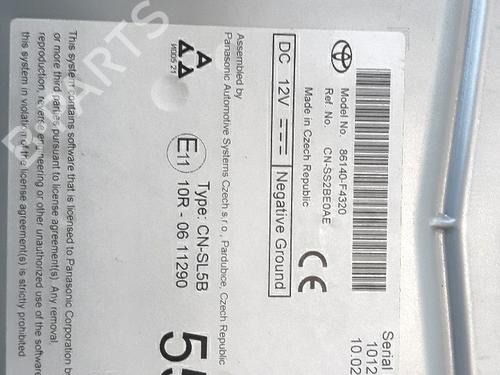 Model No. 86140-F4320
Ref. No. CN-SS2BE0AE
Made in Czech Republic
DC 12V Negative Ground
Assembled by
Panasonic Automotive Systems Czech s.r.o., Pardubice, Czech Republic
Type: CN-SL5B
E11 10R - 06 11290
Serial
1012
10.02
55
This system contains software that is licensed to Panasonic Corporation by
or more third parties pursuant to license agreement(s). Any removal,
reproduction, reverse engineering or other unauthorized use of the software
this system in violation of the license agreement(s) is strictly prohibited
PARTS